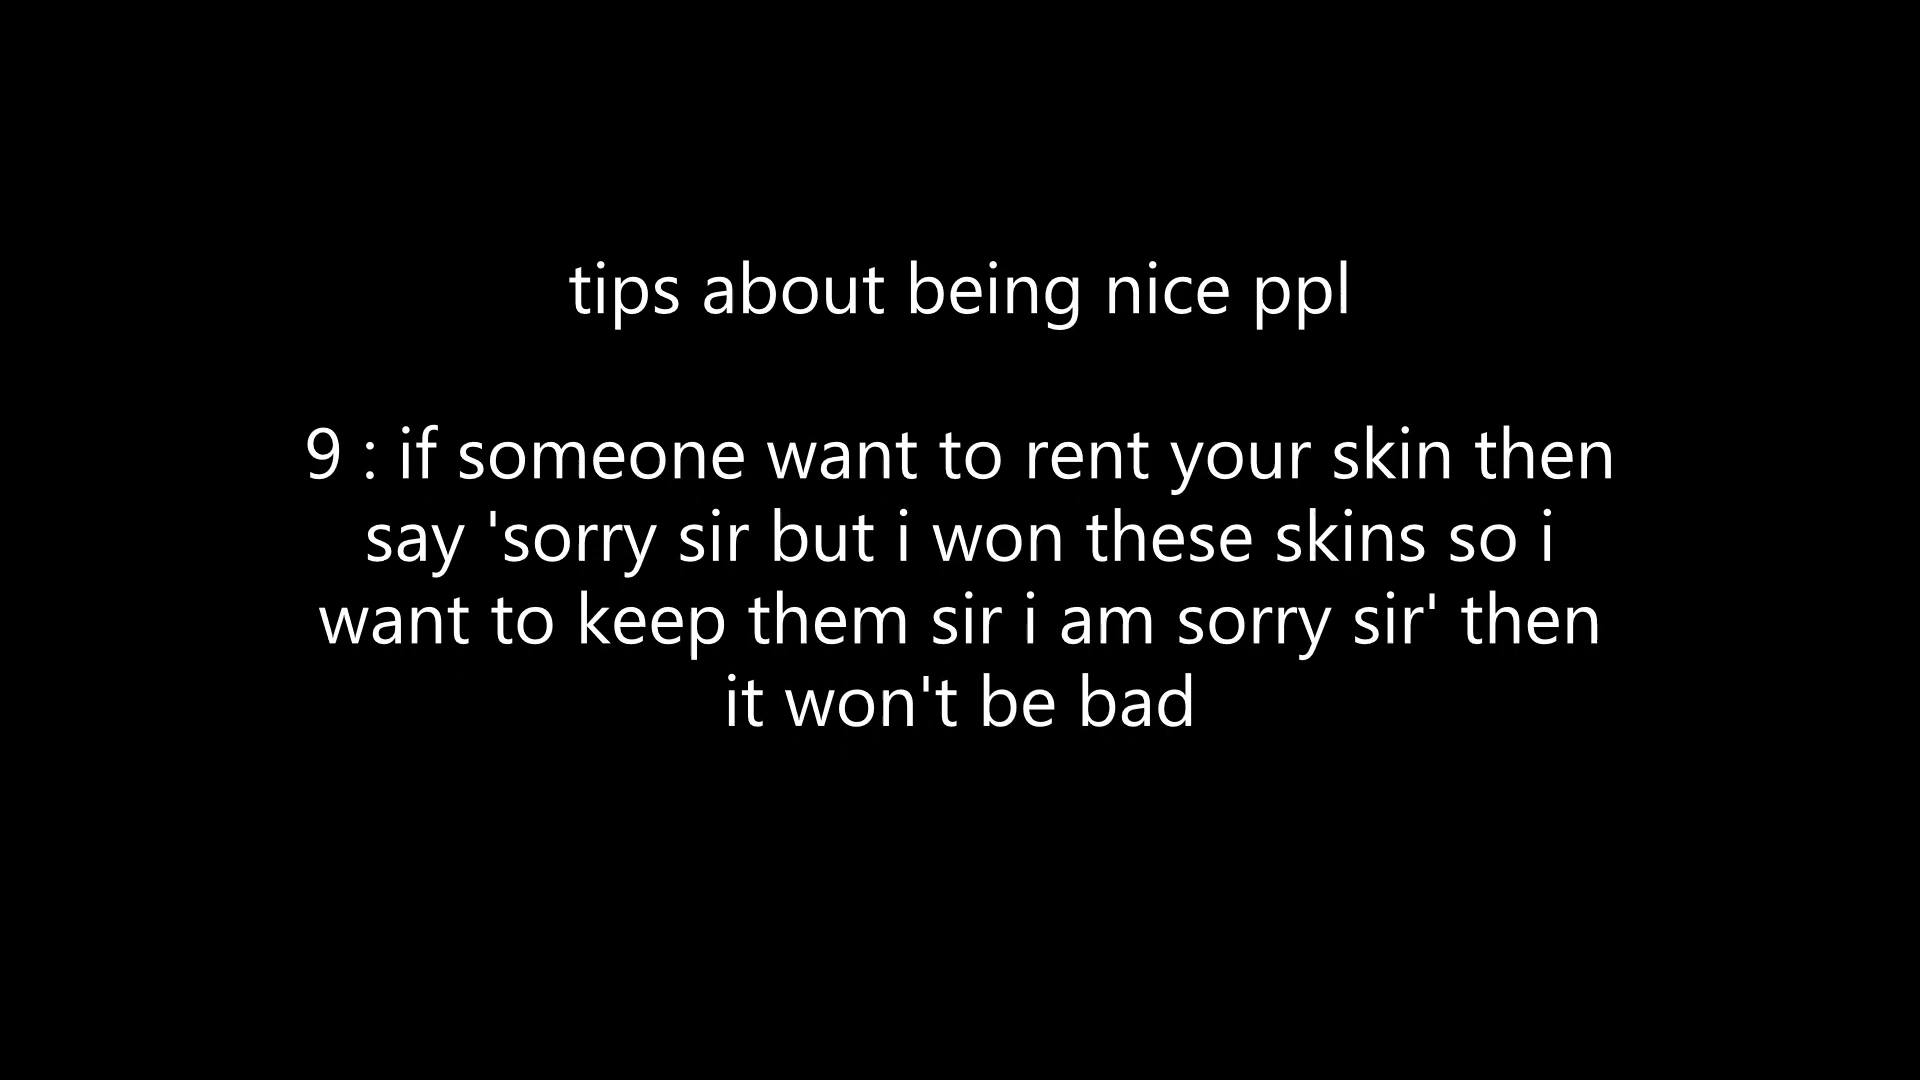 tips about being nice ppl
9 : if someone want to rent your skin then
say 'sorry sir but i won these skins so i
want to keep them sir i am sorry sir' then
it won't be bad